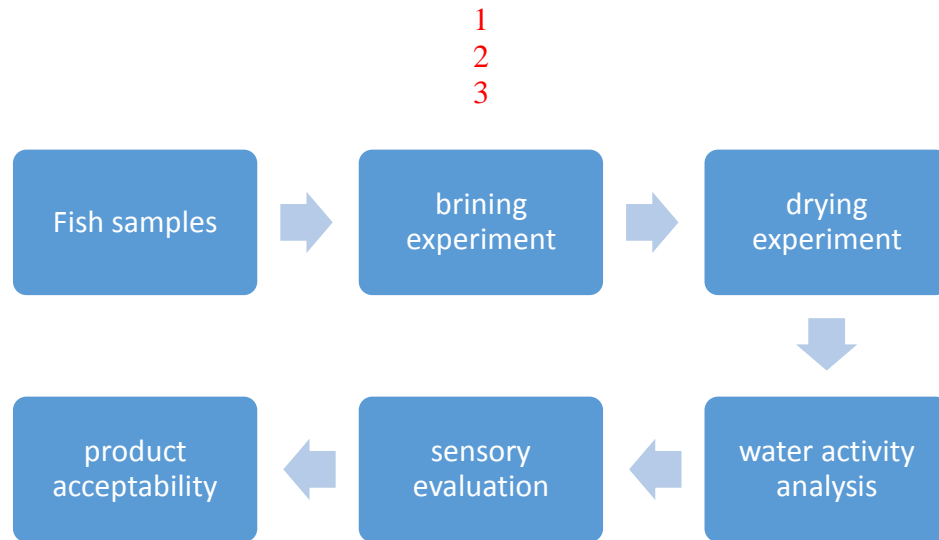 1
2
3
Fish samples
brining
experiment
drying
experiment
water activity
analysis
sensory
evaluation
product
acceptability